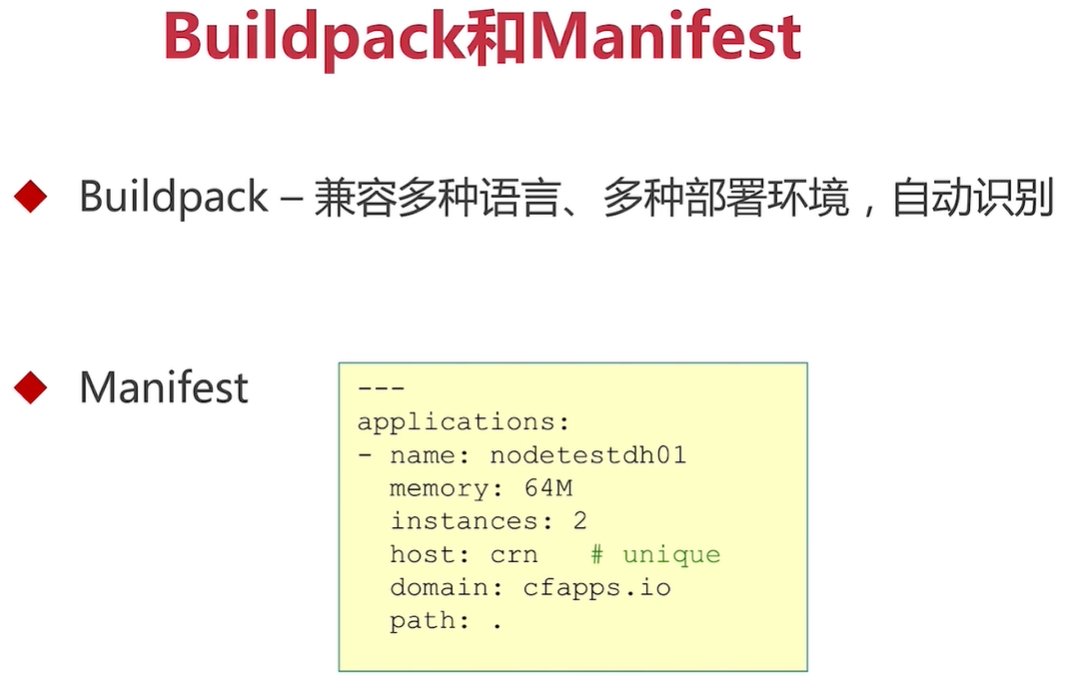 Buildpack和Manifest
Buildpack – 兼容多种语言、多种部署环境，自动识别
Manifest
---
applications:
- name: nodetestdh01
  memory: 64M
  instances: 2
  host: crn   # unique
  domain: cfapps.io
  path: .